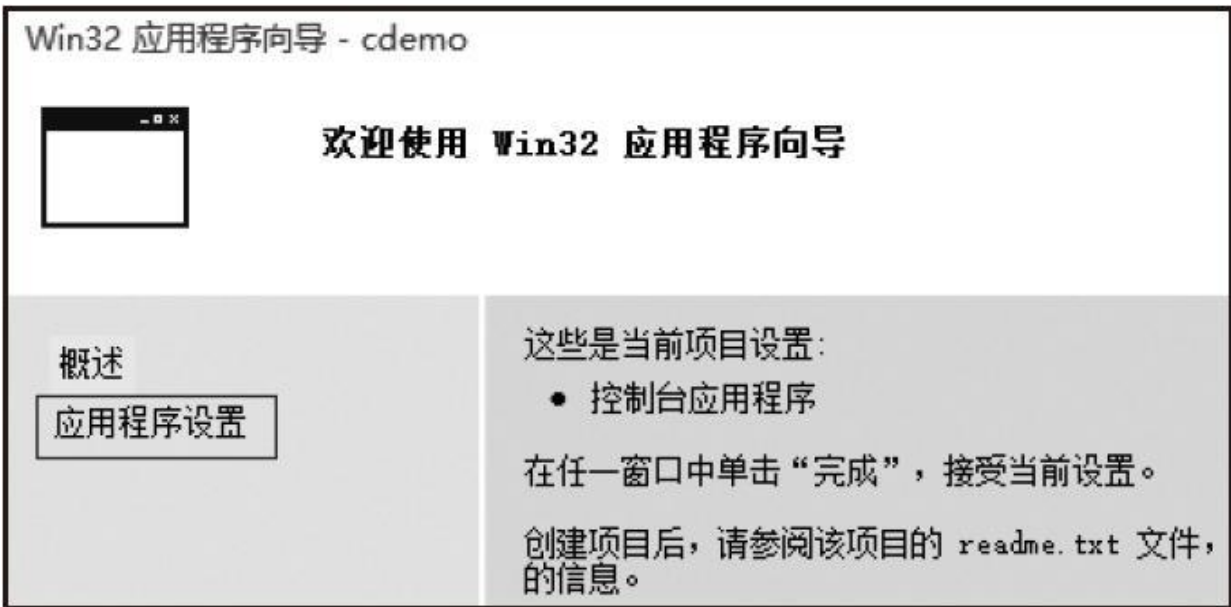 Win32 应用程序向导 - cdemo
欢迎使用 Win32 应用程序向导
概述
应用程序设置
这些是当前项目设置:
• 控制台应用程序
在任一窗口中单击“完成”，接受当前设置。
创建项目后，请参阅该项目的 readme.txt 文件，
的信息。